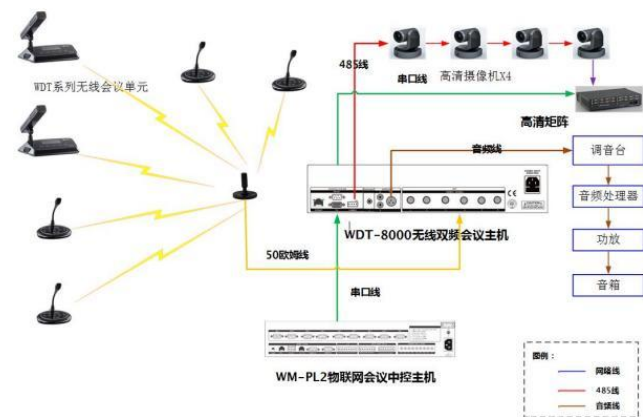 WDT系列无线会议单元
485线
串口线
高清摄像机X4
高清矩阵
音频线
调音台
音频处理器
功放
音箱
WDT-8000无线双频会议主机
50欧姆线
串口线
WM-PL2物联网会议中控主机
图例：
网络线
485线
音频线